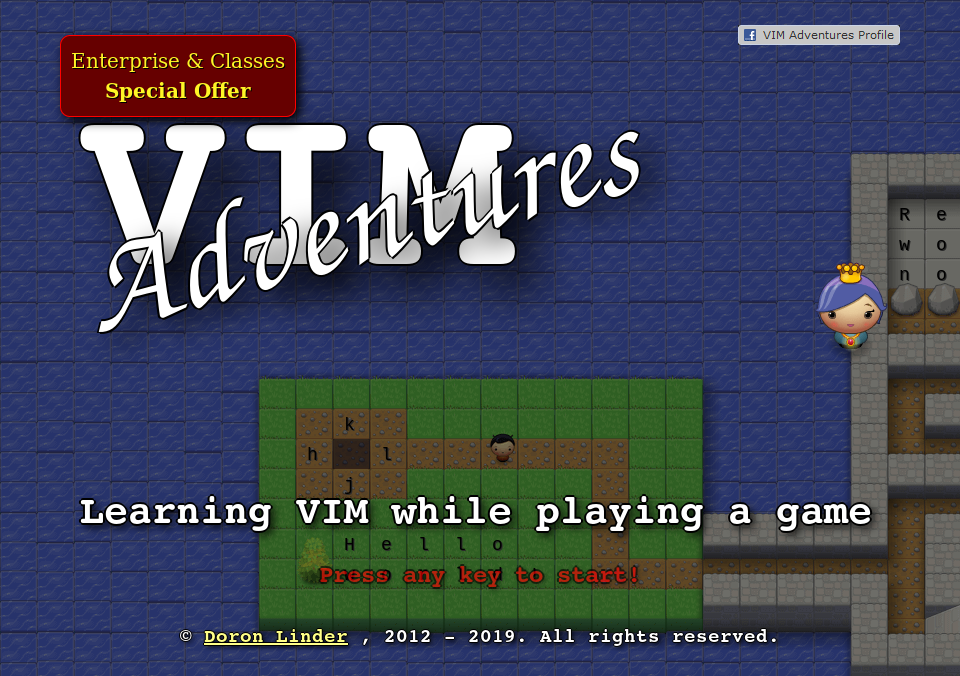 VIM Adventures Profile
Enterprise & Classes
Special Offer
VIM
Adventures
R e
w o
n o
k
h l
j
Learning VIM while playing a game
H e l l o
Press any key to start!
© Doron Linder , 2012 - 2019. All rights reserved.